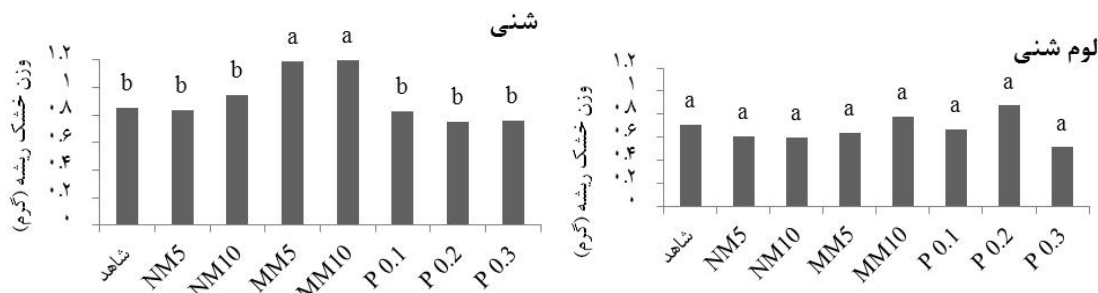 شنی
وزن خشک ریشه (گرم)
۱.۲
۱
۰.۸
۰.۶
۰.۴
۰.۲
۰
b b b a a b b b
شاهد NM5 NM10 MM5 MM10 P 0.1 P 0.2 P 0.3
لوم شنی
وزن خشک ریشه (گرم)
۱.۲
۱
۰.۸
۰.۶
۰.۴
۰.۲
۰
a a a a a a a a
شاهد NM5 NM10 MM5 MM10 P 0.1 P 0.2 P 0.3